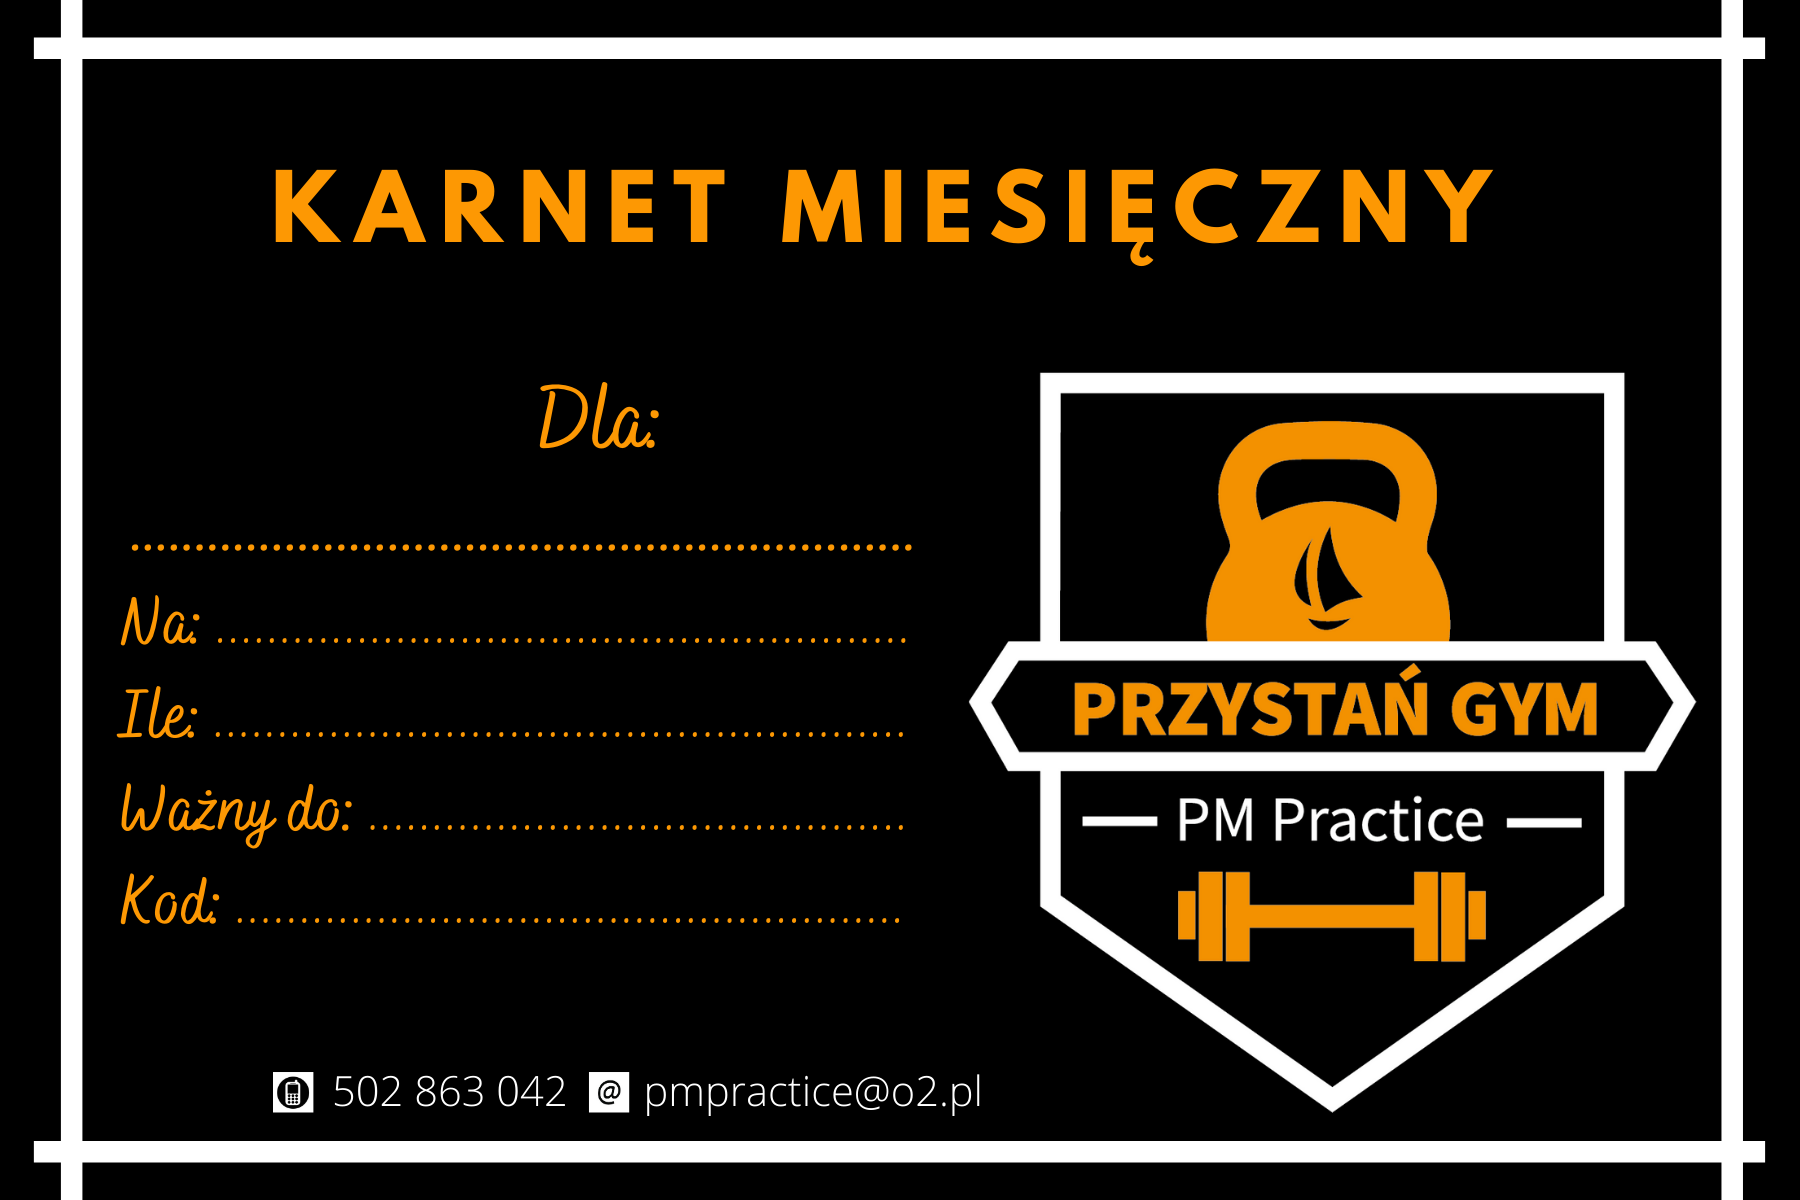 KARNET MIESIĘCZNY
Dla:
............................................................
Na: ......................................................
Ile: ......................................................
Ważny do: ..........................................
Kod: ....................................................
502 863 042 @ pmpractice@o2.pl
PRZYSTAŃ GYM
PM Practice